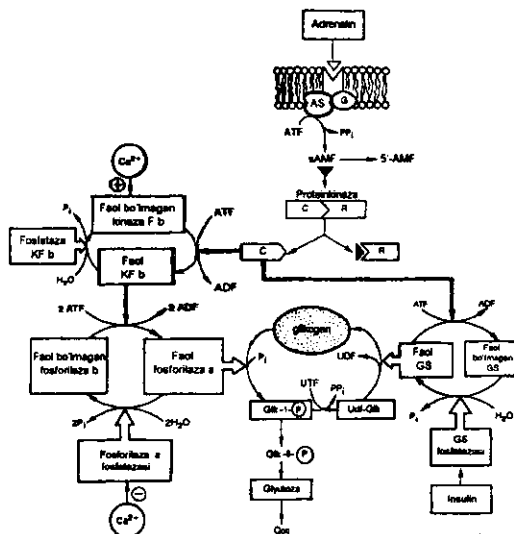 Adrenalin
AS
G
ATF
PPi
sAMF
5'-AMF
Proteinkinaza
C
R
C
R
Ca²⁺
+
Faol bo'lmagan
kinaza F b
Pi
ATF
Fosfataza
KF b
Faol
KF b
H₂O
ADF
2 ATF
2 ADF
Faol bo'lmagan
fosforilaza b
Faol
fosforilaza a
2Pi
2H₂O
Fosforilaza a
fosfatazasi
−
Ca²⁺
glikogen
Pi
UDF
UTF
PPi
Glk -1- P
Udf-Glk
Glk -6- P
Glyukoza
Qon
ATF
ADF
Faol
GS
Faol
bo'lmagan
GS
Pi
H₂O
GS
fosfatazasi
Insulin